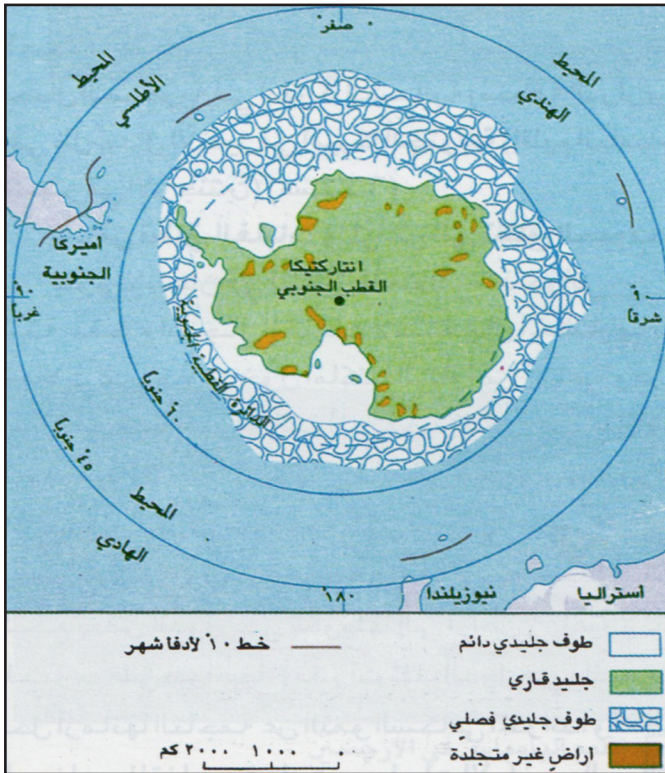 صفر°
المحيط
الأطلسي
المحيط
الهندي
أميركا
الجنوبية
انتاركتيكا
القطب الجنوبي
٩٠°
غرباً
٩٠°
شرقاً
الدائرة القطبية الجنوبية
٦٠° جنوباً
٤٥° جنوباً
المحيط
الهادي
١٨٠°
نيوزيلندا
استراليا
طوف جليدي دائم
خط ١٠° لأدفا شهر
جليد قاري
طوف جليدي فصلي
أراضٍ غير متجلدة
٢٠٠٠ كم
١٠٠٠
٠